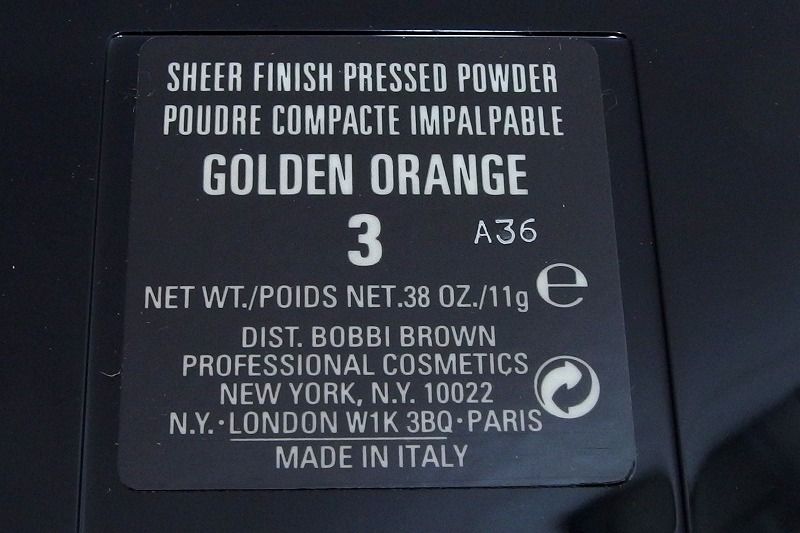 SHEER FINISH PRESSED POWDER
POUDRE COMPACTE IMPALPABLE
GOLDEN ORANGE
3 A36
NET WT./POIDS NET.38 OZ./11g e
DIST. BOBBI BROWN
PROFESSIONAL COSMETICS
NEW YORK, N.Y. 10022
N.Y.·LONDON W1K 3BQ·PARIS
MADE IN ITALY